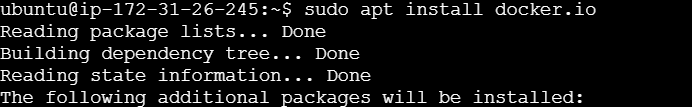 ubuntu@ip-172-31-26-245:~$ sudo apt install docker.io
Reading package lists... Done
Building dependency tree... Done
Reading state information... Done
The following additional packages will be installed: